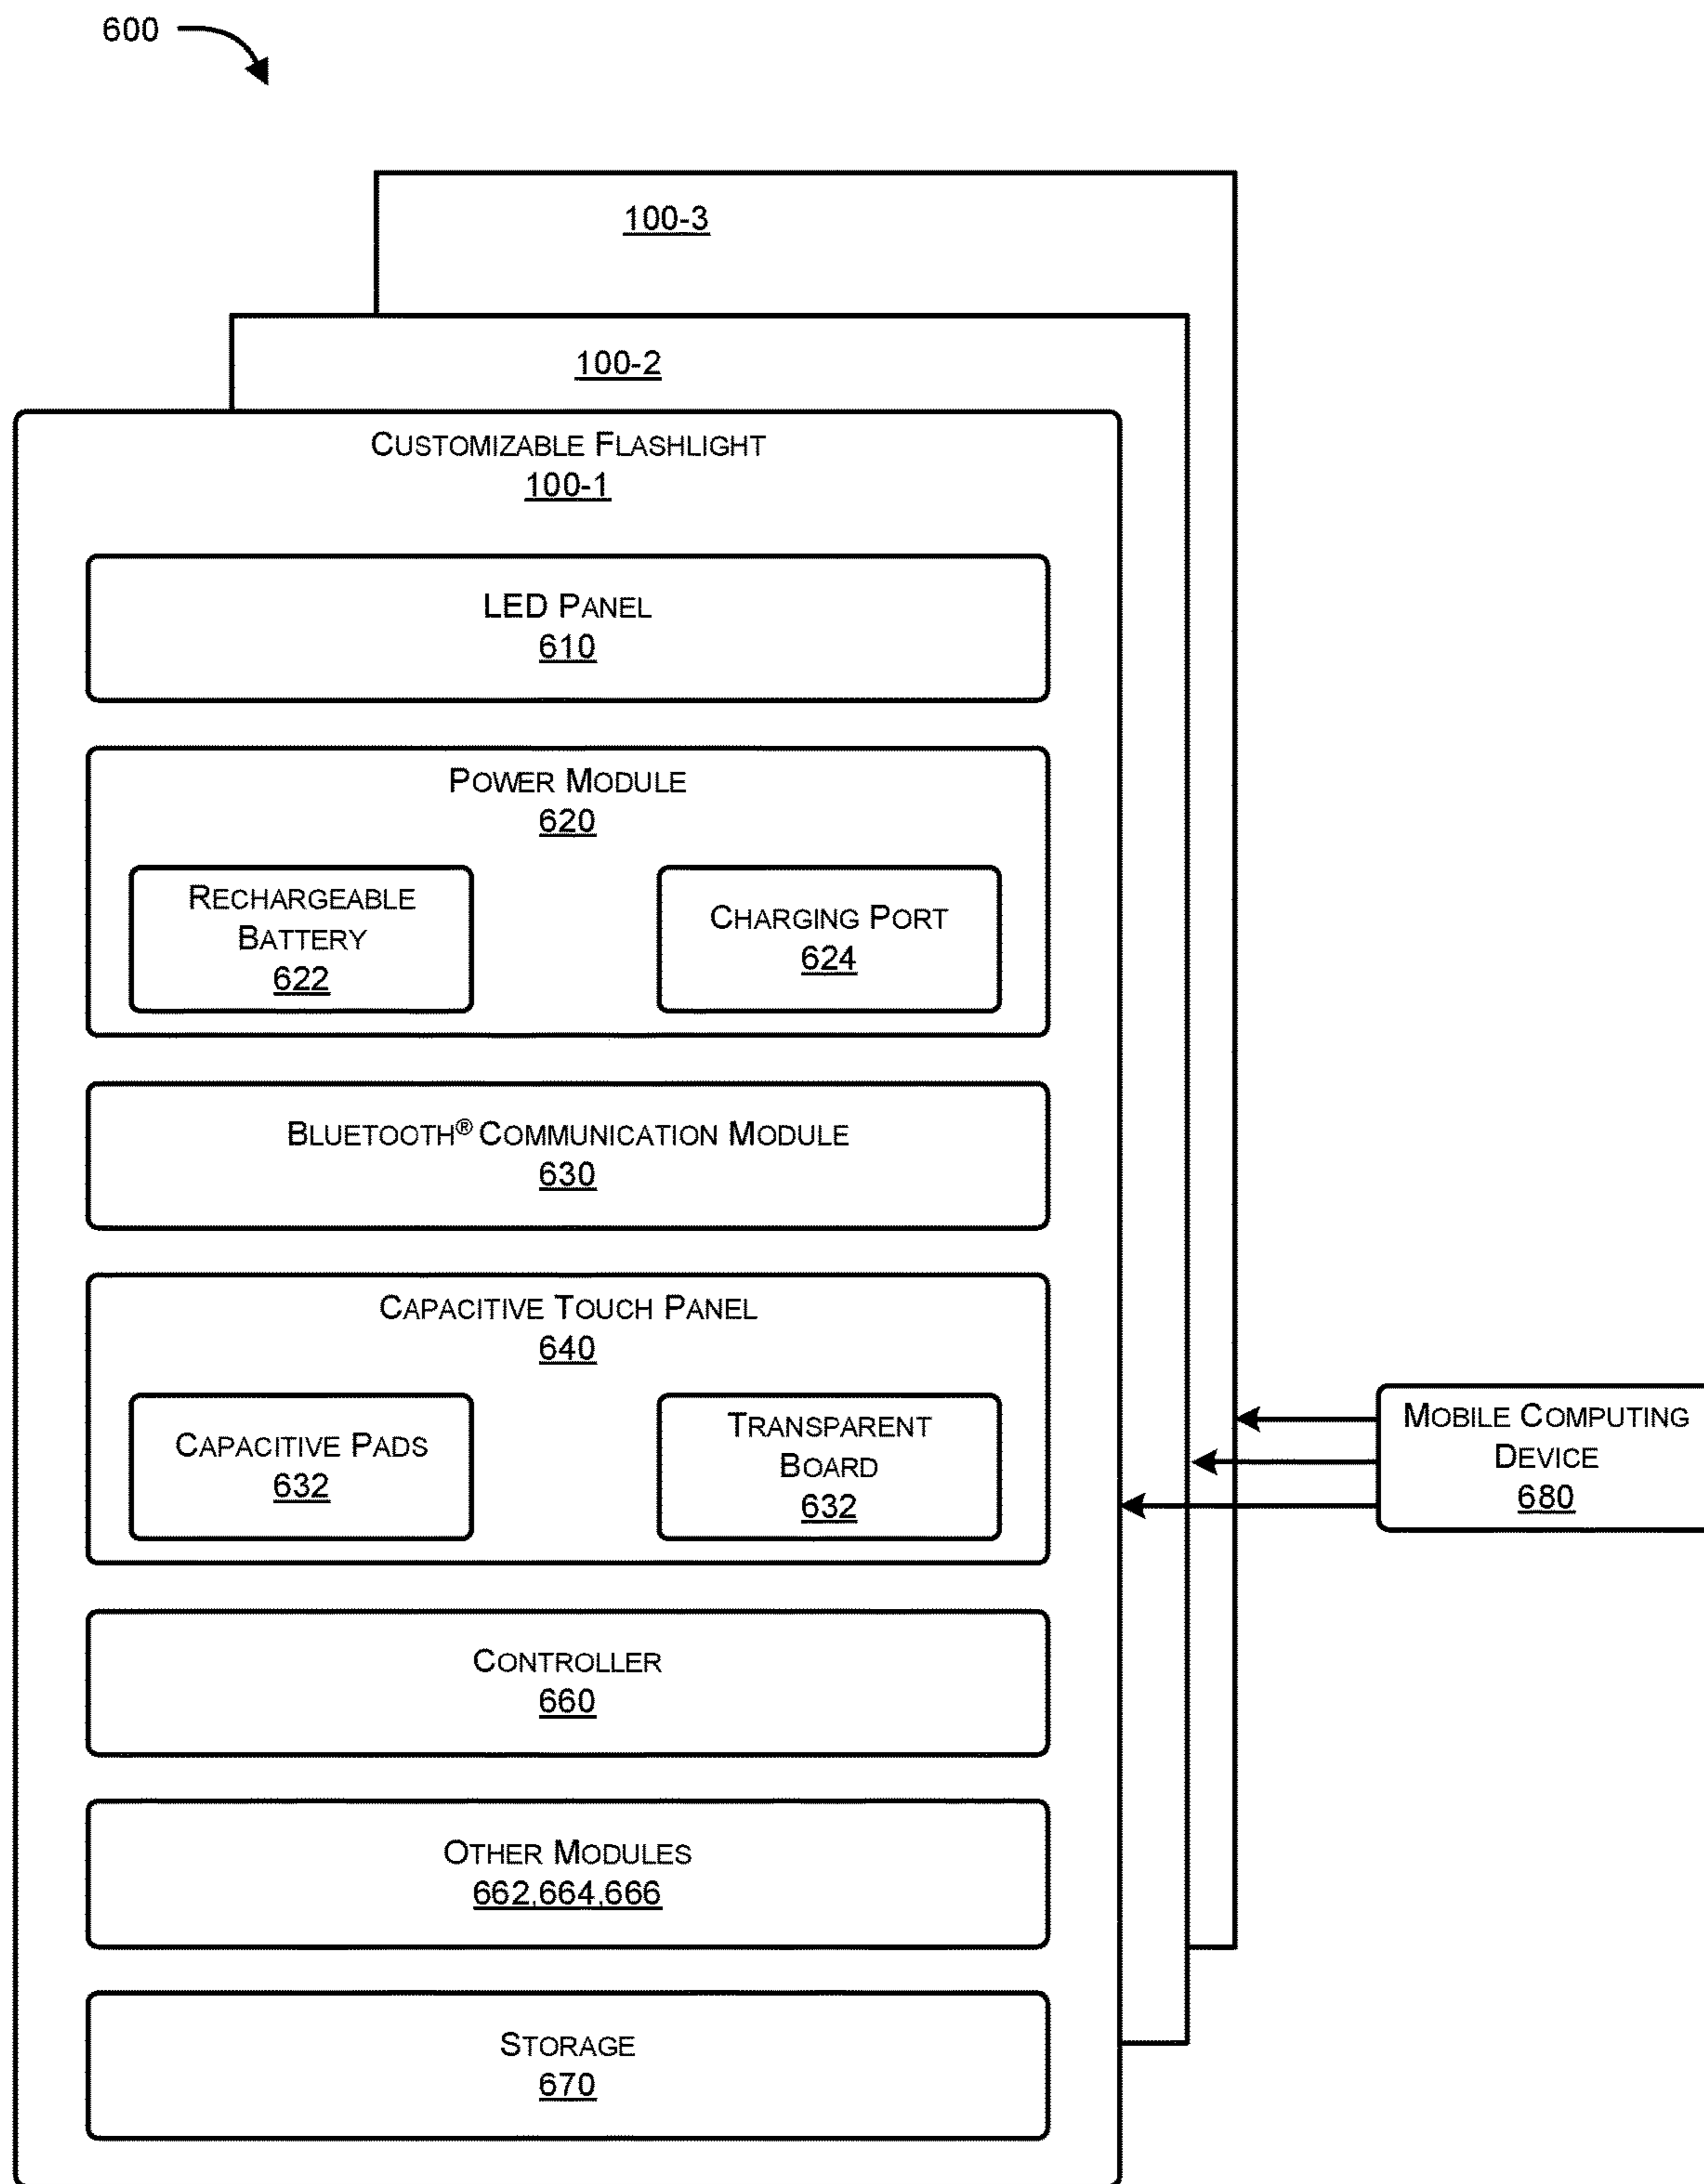 600
100-3
100-2
CUSTOMIZABLE FLASHLIGHT
100-1
LED PANEL
610
POWER MODULE
620
RECHARGEABLE
BATTERY
622
CHARGING PORT
624
BLUETOOTH® COMMUNICATION MODULE
630
CAPACITIVE TOUCH PANEL
640
CAPACITIVE PADS
632
TRANSPARENT
BOARD
632
MOBILE COMPUTING
DEVICE
680
CONTROLLER
660
OTHER MODULES
662,664,666
STORAGE
670